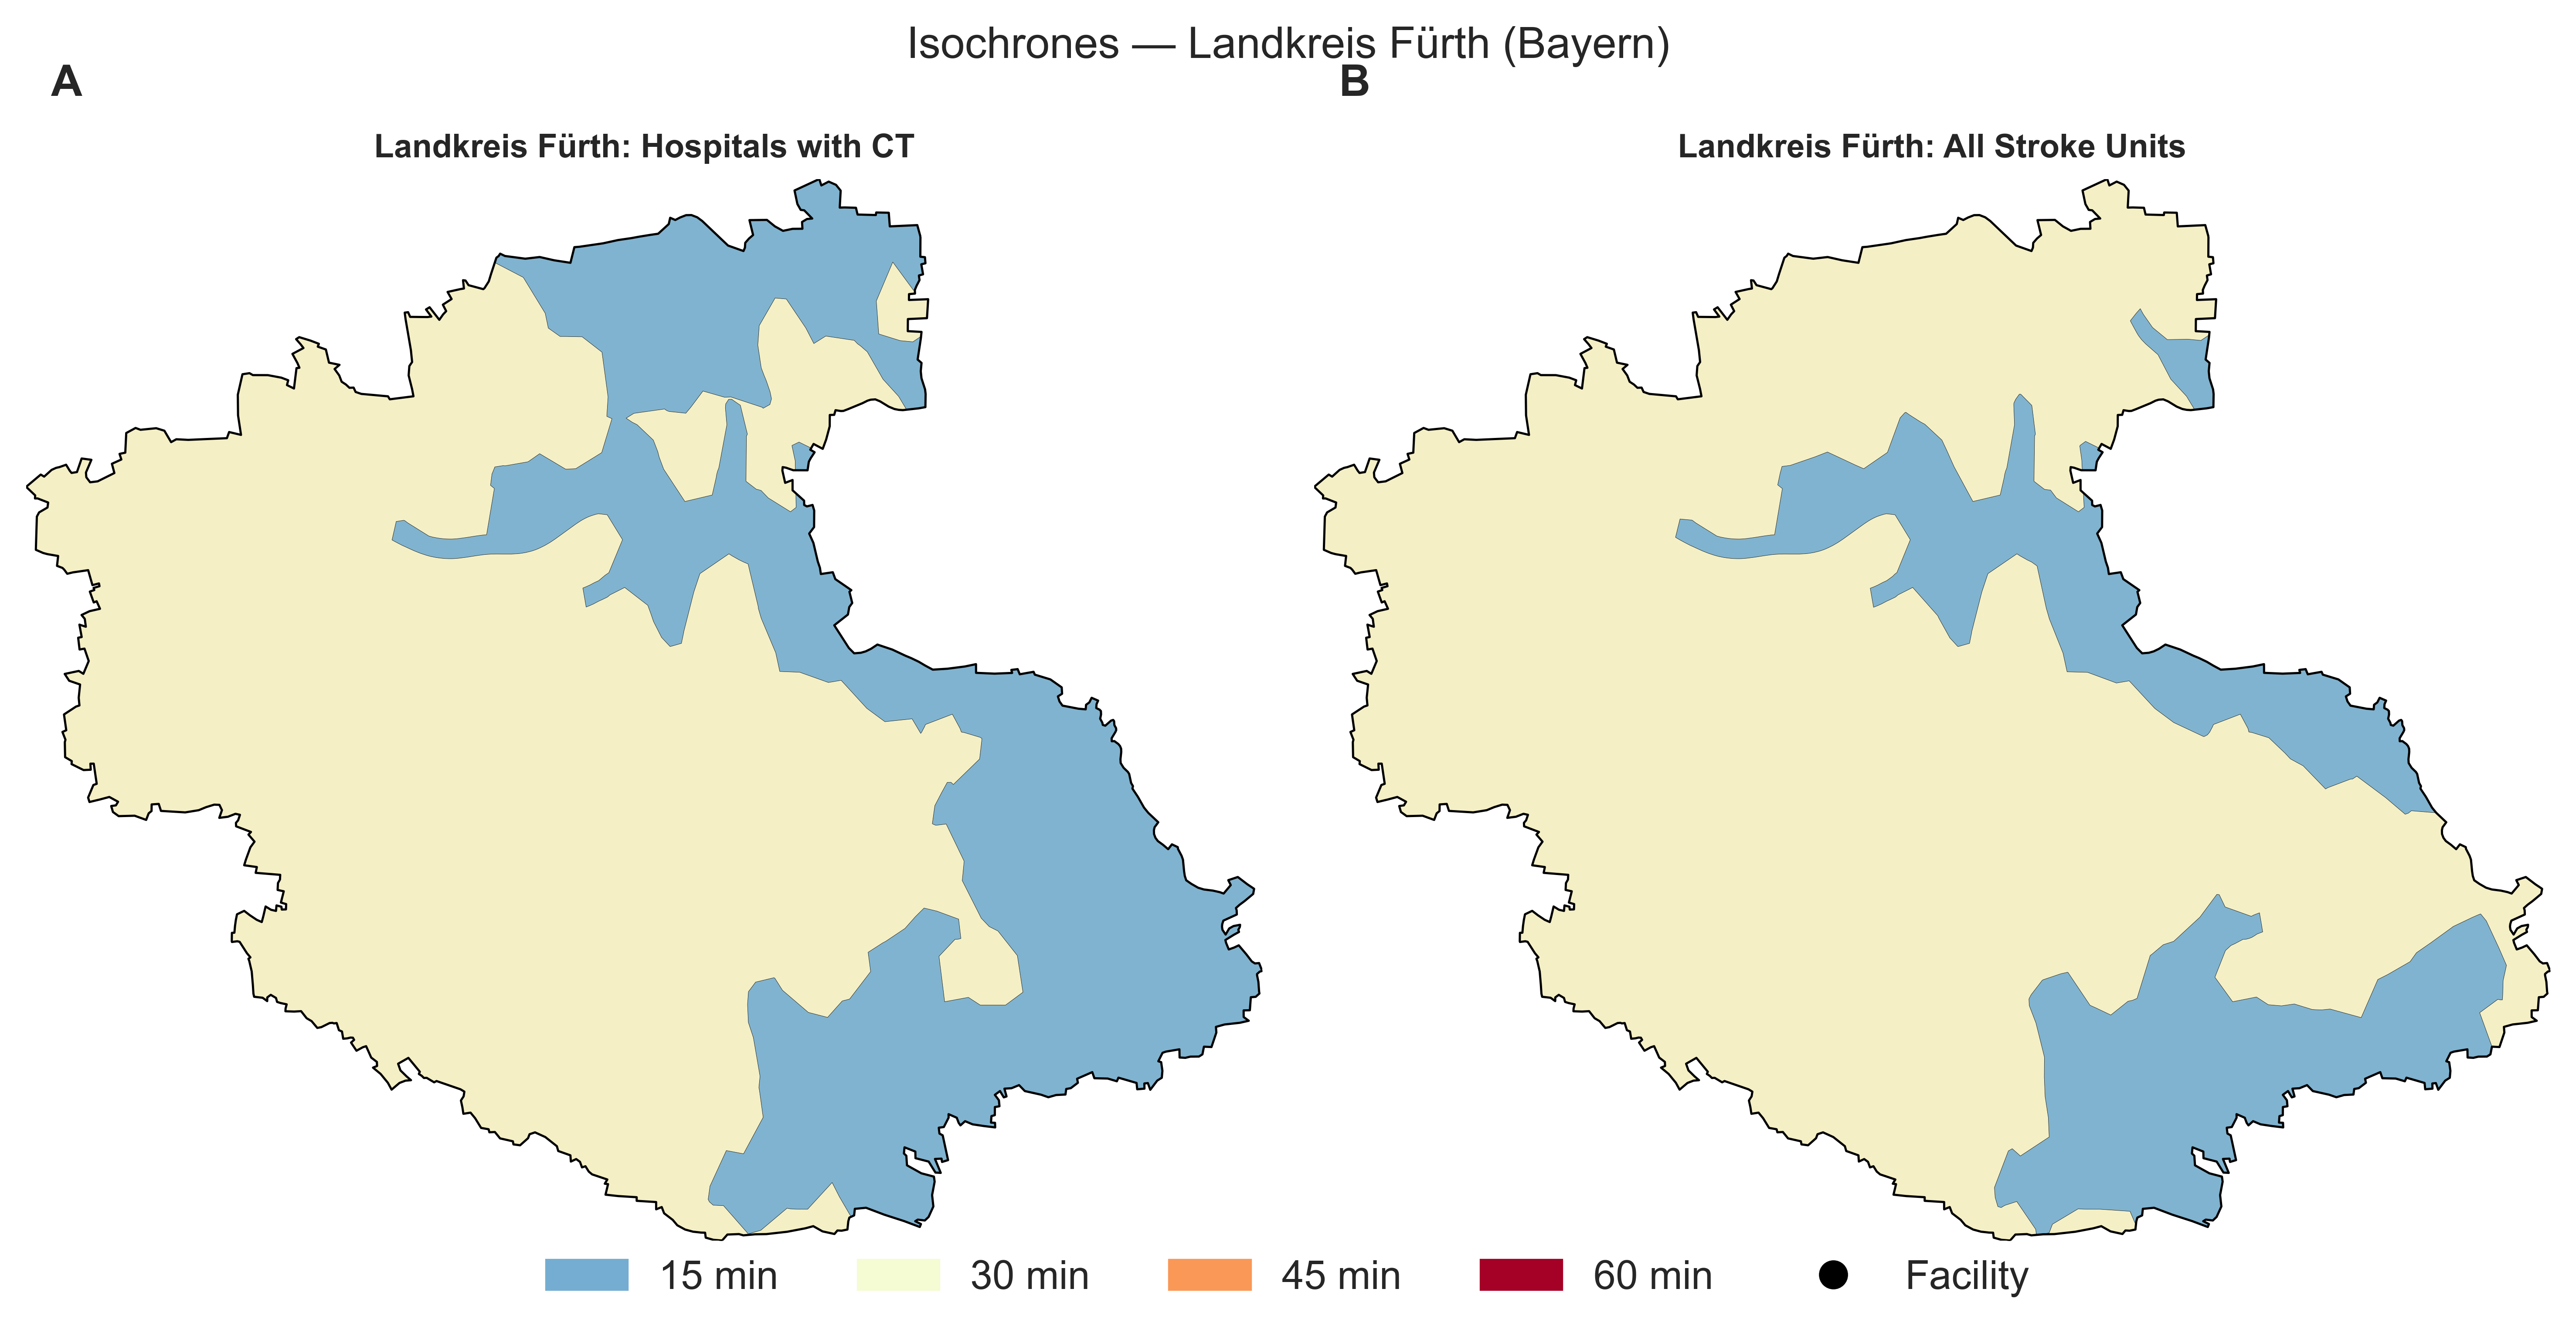 Isochrones — Landkreis Fürth (Bayern)
A
B
Landkreis Fürth: Hospitals with CT
Landkreis Fürth: All Stroke Units
15 min
30 min
45 min
60 min
Facility